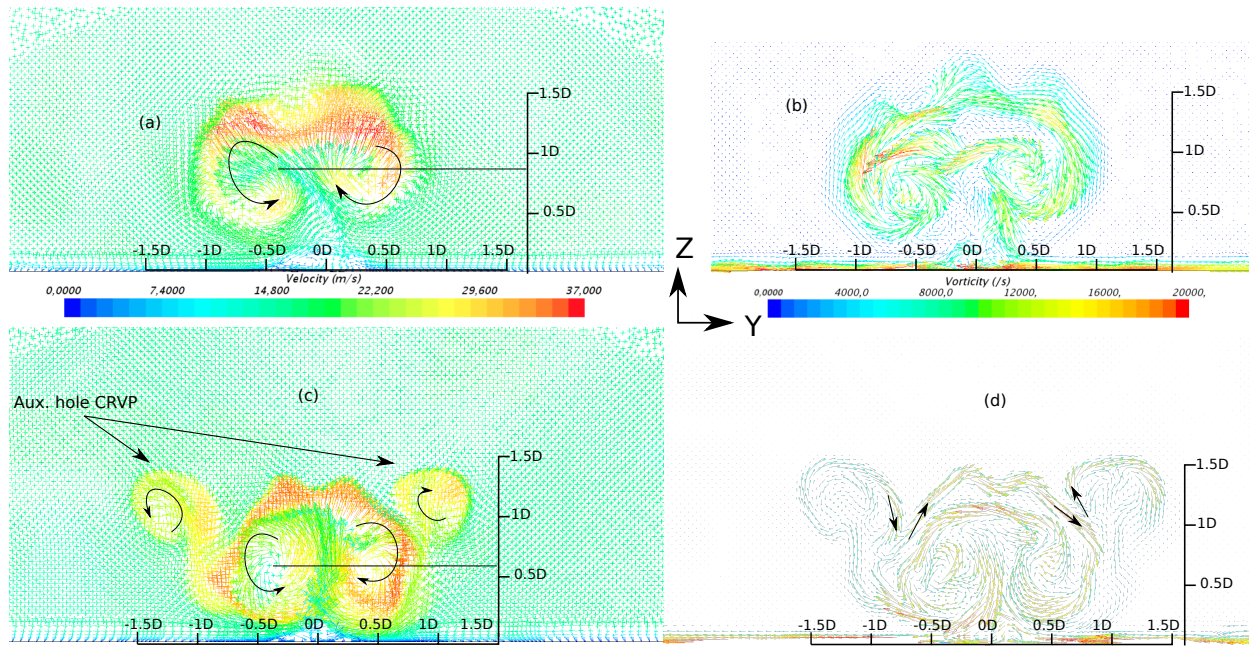 (a)
1.5D
1D
0.5D
-1.5D -1D -0.5D 0D 0.5D 1D 1.5D
Velocity (m/s)
0,0000 7,4000 14,800 22,200 29,600 37,000
(b)
1.5D
1D
0.5D
-1.5D -1D -0.5D 0D 0.5D 1D 1.5D
Vorticity (/s)
0,0000 4000,0 8000,0 12000, 16000, 20000,
Z
Y
(c)
Aux. hole CRVP
1.5D
1D
0.5D
-1.5D -1D -0.5D 0D 0.5D 1D 1.5D
(d)
1.5D
1D
0.5D
-1.5D -1D -0.5D 0D 0.5D 1D 1.5D